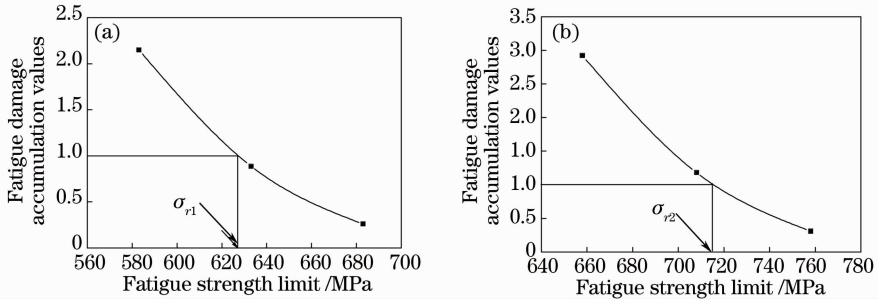 (a)
2.5
2.0
1.5
1.0
0.5
0
560 580 600 620 640 660 680 700
Fatigue damage
accumulation values
σr1
Fatigue strength limit /MPa
(b)
3.5
3.0
2.5
2.0
1.5
1.0
0.5
0
640 660 680 700 720 740 760 780
Fatigue damage
accumulation values
σr2
Fatigue strength limit /MPa